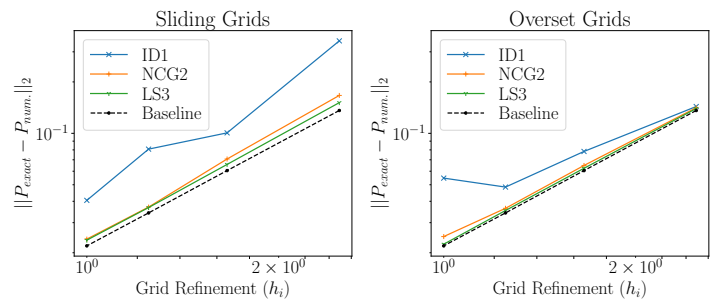 Sliding Grids
||P_exact − P_num.||_2
10^−1
ID1
NCG2
LS3
Baseline
10^0
2 × 10^0
Grid Refinement (h_i)
Overset Grids
||P_exact − P_num.||_2
10^−1
ID1
NCG2
LS3
Baseline
10^0
2 × 10^0
Grid Refinement (h_i)